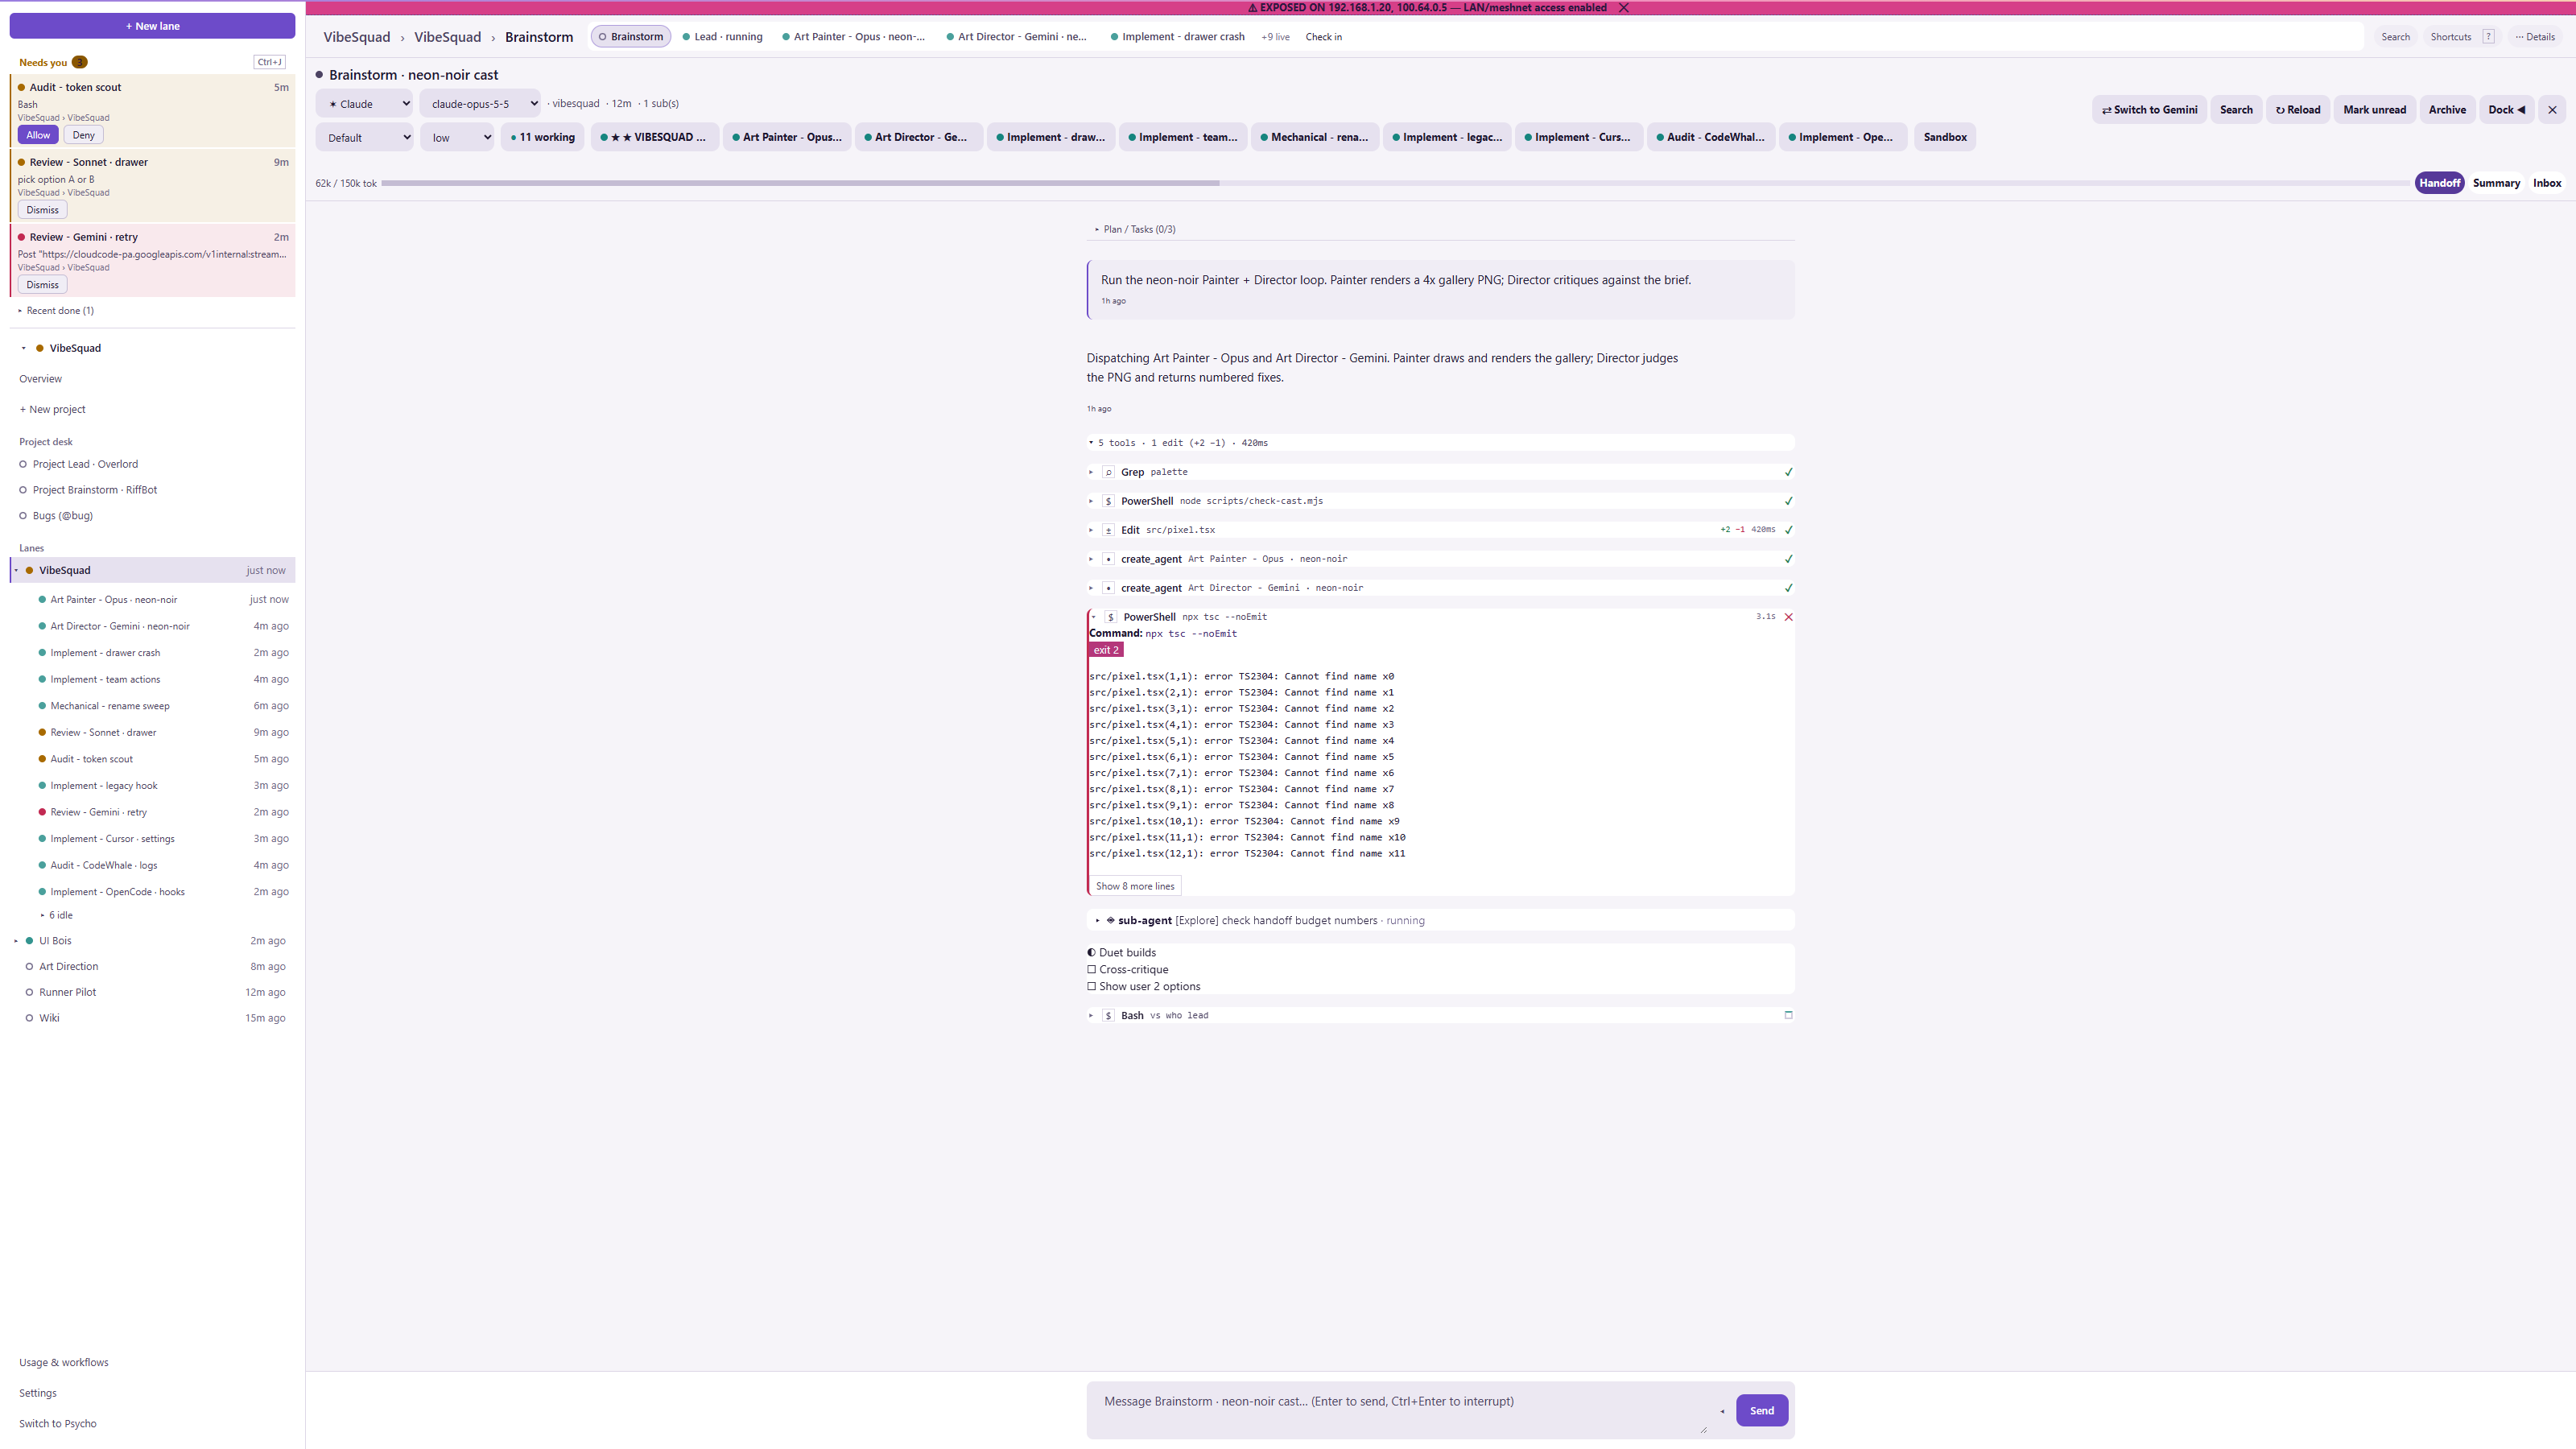 ⚠ EXPOSED ON 192.168.1.20, 100.64.0.5 — LAN/meshnet access enabled ✕
+ New lane
Needs you 3 Ctrl+J
Audit - token scout 5m
Bash
VibeSquad › VibeSquad
Allow Deny
Review - Sonnet · drawer 9m
pick option A or B
VibeSquad › VibeSquad
Dismiss
Review - Gemini · retry 2m
Post "https://cloudcode-pa.googleapis.com/v1internal:stream...
VibeSquad › VibeSquad
Dismiss
Recent done (1)
VibeSquad
Overview
+ New project
Project desk
Project Lead · Overlord
Project Brainstorm · RiffBot
Bugs (@bug)
Lanes
VibeSquad just now
Art Painter - Opus · neon-noir just now
Art Director - Gemini · neon-noir 4m ago
Implement - drawer crash 2m ago
Implement - team actions 4m ago
Mechanical - rename sweep 6m ago
Review - Sonnet · drawer 9m ago
Audit - token scout 5m ago
Implement - legacy hook 3m ago
Review - Gemini · retry 2m ago
Implement - Cursor · settings 3m ago
Audit - CodeWhale · logs 4m ago
Implement - OpenCode · hooks 2m ago
6 idle
UI Bois 2m ago
Art Direction 8m ago
Runner Pilot 12m ago
Wiki 15m ago
Usage & workflows
Settings
Switch to Psycho
VibeSquad › VibeSquad › Brainstorm
Brainstorm Lead · running Art Painter - Opus · neon-... Art Director - Gemini · ne... Implement - drawer crash +9 live Check in
Search Shortcuts ? ··· Details
Brainstorm · neon-noir cast
✶ Claude claude-opus-5-5 · vibesquad · 12m · 1 sub(s)
⇄ Switch to Gemini Search ↻ Reload Mark unread Archive Dock ◀ ✕
Default low 11 working ★ ★ VIBESQUAD ... Art Painter - Opus... Art Director - Ge... Implement - draw... Implement - team... Mechanical - rena... Implement - legac... Implement - Curs... Audit - CodeWhal... Implement - Ope... Sandbox
62k / 150k tok Handoff Summary Inbox
Plan / Tasks (0/3)
Run the neon-noir Painter + Director loop. Painter renders a 4x gallery PNG; Director critiques against the brief.
1h ago
Dispatching Art Painter - Opus and Art Director - Gemini. Painter draws and renders the gallery; Director judges
the PNG and returns numbered fixes.
1h ago
5 tools · 1 edit (+2 −1) · 420ms
Grep palette ✓
$ PowerShell node scripts/check-cast.mjs ✓
± Edit src/pixel.tsx +2 −1 420ms ✓
• create_agent Art Painter - Opus · neon-noir ✓
• create_agent Art Director - Gemini · neon-noir ✓
$ PowerShell npx tsc --noEmit 3.1s ✕
Command: npx tsc --noEmit
exit 2
src/pixel.tsx(1,1): error TS2304: Cannot find name x0
src/pixel.tsx(2,1): error TS2304: Cannot find name x1
src/pixel.tsx(3,1): error TS2304: Cannot find name x2
src/pixel.tsx(4,1): error TS2304: Cannot find name x3
src/pixel.tsx(5,1): error TS2304: Cannot find name x4
src/pixel.tsx(6,1): error TS2304: Cannot find name x5
src/pixel.tsx(7,1): error TS2304: Cannot find name x6
src/pixel.tsx(8,1): error TS2304: Cannot find name x7
src/pixel.tsx(9,1): error TS2304: Cannot find name x8
src/pixel.tsx(10,1): error TS2304: Cannot find name x9
src/pixel.tsx(11,1): error TS2304: Cannot find name x10
src/pixel.tsx(12,1): error TS2304: Cannot find name x11
Show 8 more lines
sub-agent [Explore] check handoff budget numbers · running
◐ Duet builds
☐ Cross-critique
☐ Show user 2 options
$ Bash vs who lead
Message Brainstorm · neon-noir cast... (Enter to send, Ctrl+Enter to interrupt)
Send